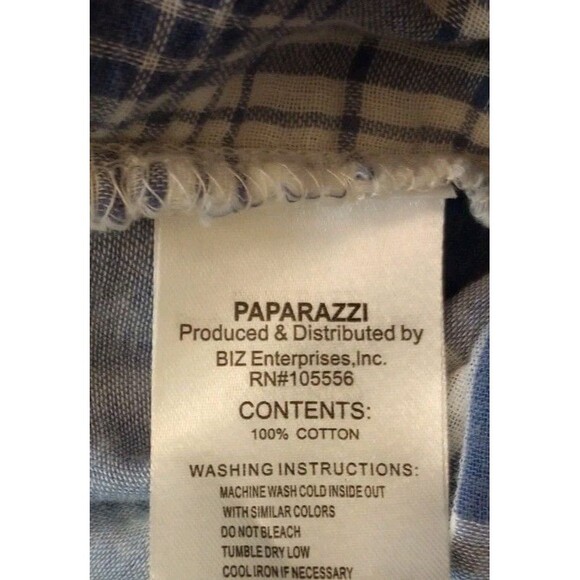 PAPARAZZI
Produced & Distributed by
BIZ Enterprises,Inc.
RN#105556
CONTENTS:
100% COTTON
WASHING INSTRUCTIONS:
MACHINE WASH COLD INSIDE OUT
WITH SIMILAR COLORS
DO NOT BLEACH
TUMBLE DRY LOW
COOL IRON IF NECESSARY